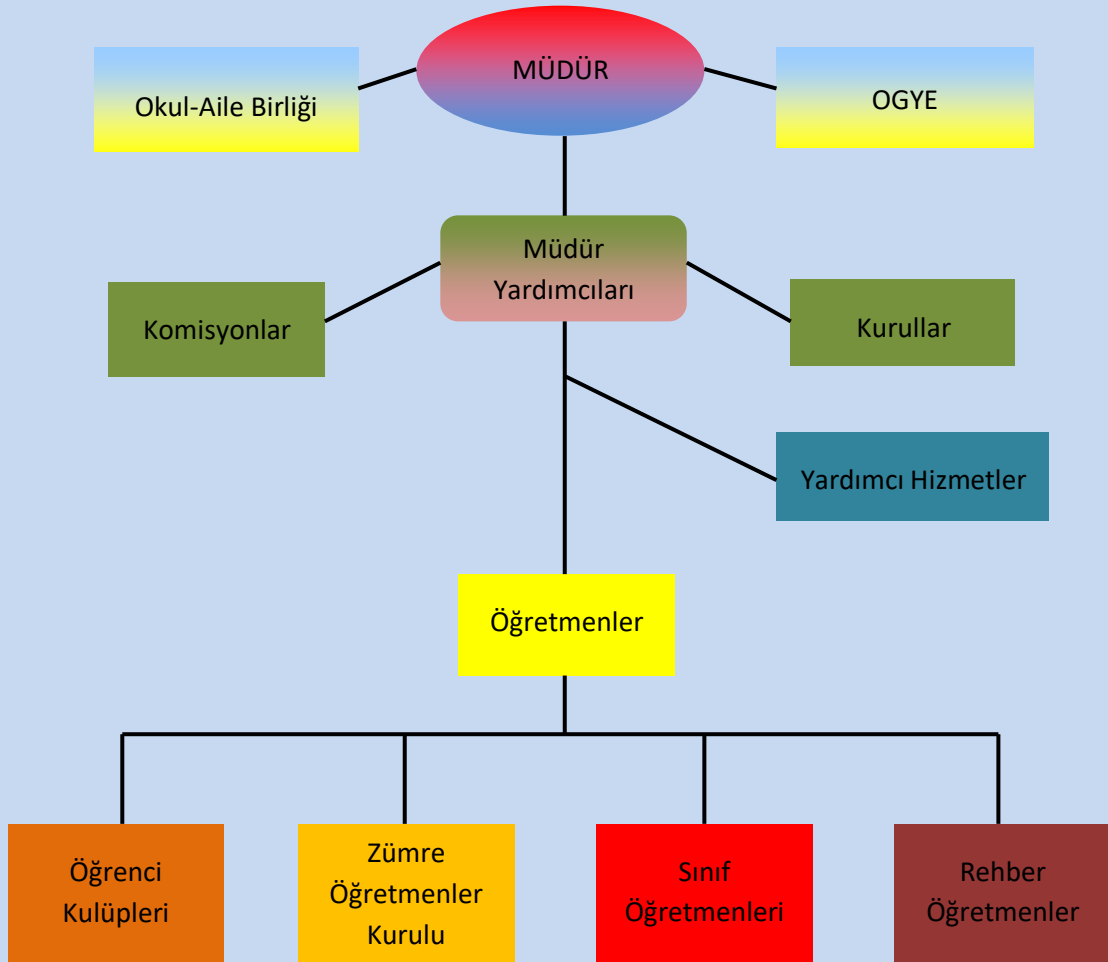 MÜDÜR
Okul-Aile Birliği
OGYE
Müdür
Yardımcıları
Komisyonlar
Kurullar
Yardımcı Hizmetler
Öğretmenler
Öğrenci
Kulüpleri
Zümre
Öğretmenler
Kurulu
Sınıf
Öğretmenleri
Rehber
Öğretmenler